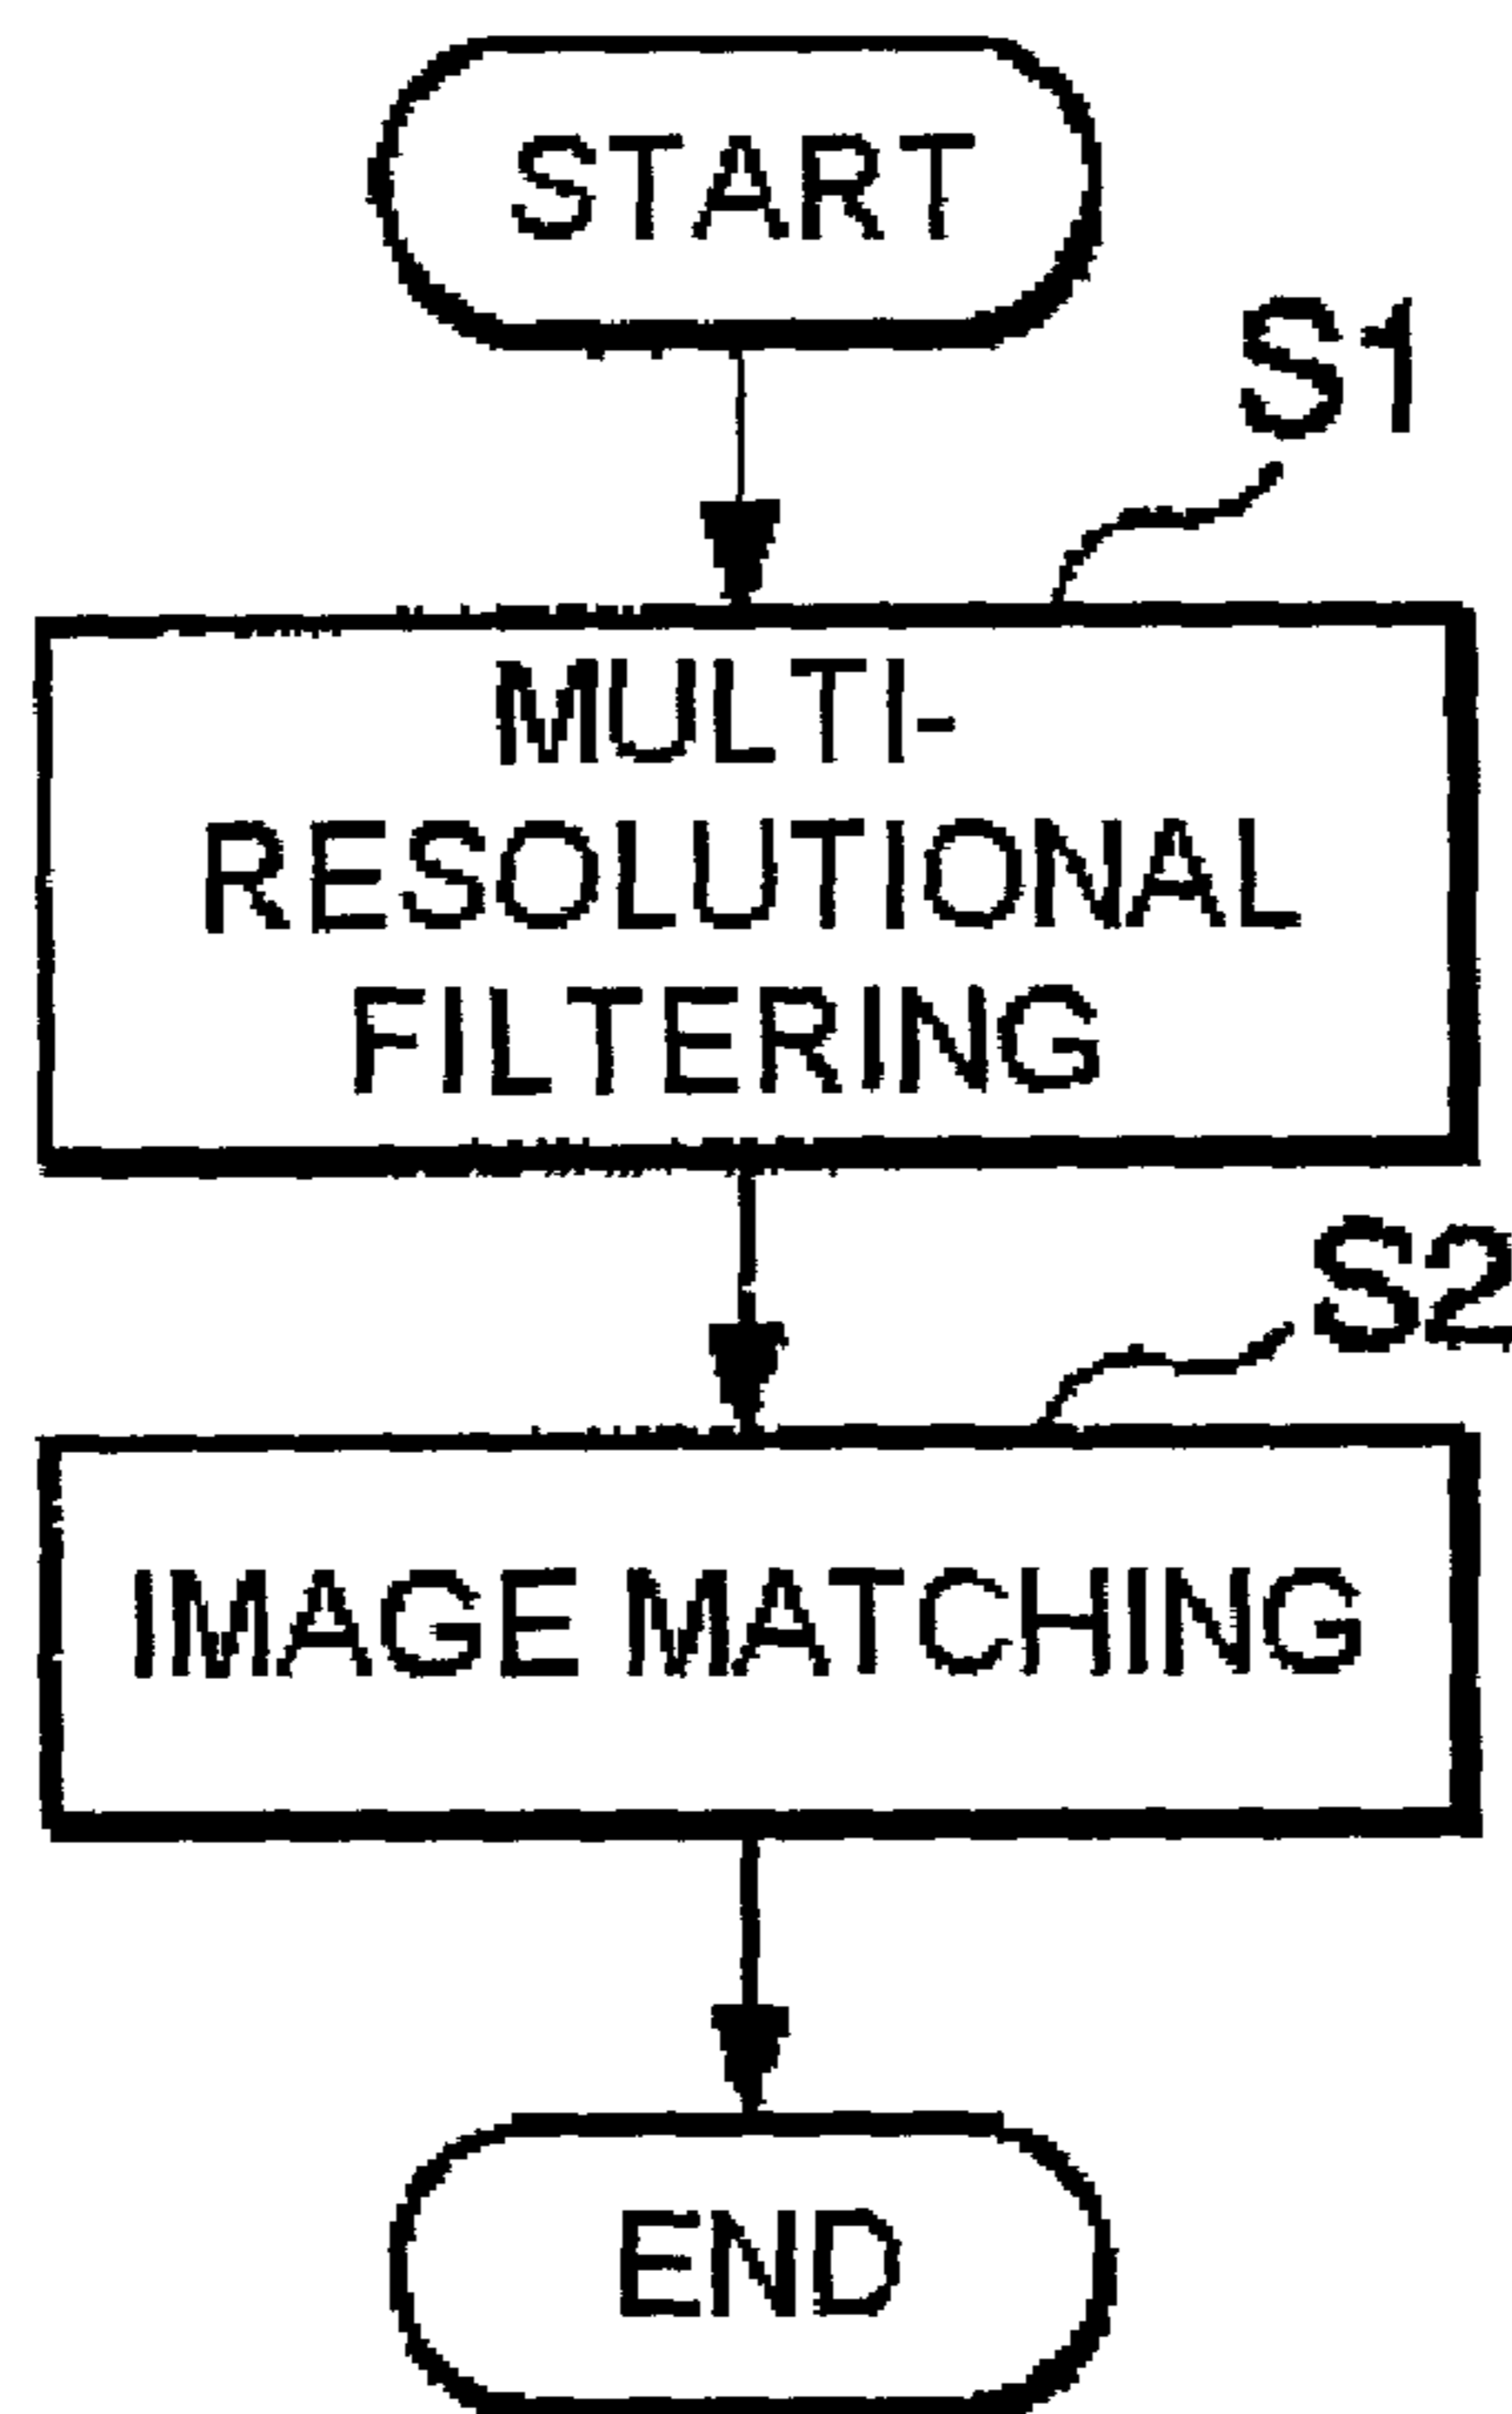 START
S1
MULTI-
RESOLUTIONAL
FILTERING
S2
IMAGE MATCHING
END